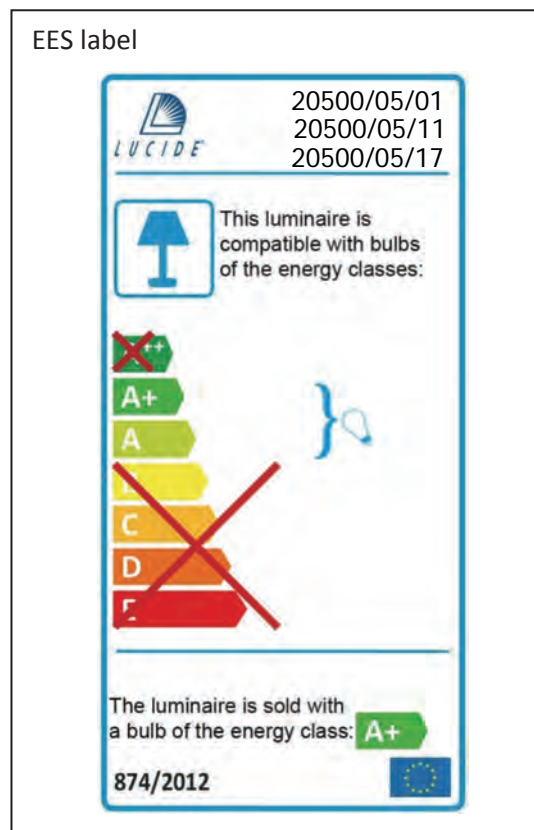 EES label
LUCIDE
20500/05/01
20500/05/11
20500/05/17
This luminaire is
compatible with bulbs
of the energy classes:
A++
A+
A
C
D
E
The luminaire is sold with
a bulb of the energy class:
A+
874/2012